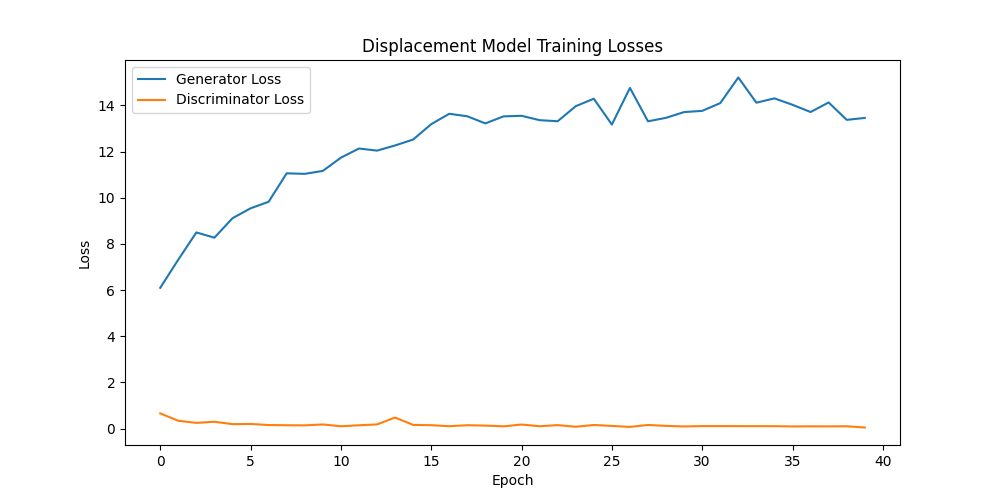 Displacement Model Training Losses
Generator Loss
Discriminator Loss
14
12
10
8
6
4
2
0
Loss
0 5 10 15 20 25 30 35 40
Epoch